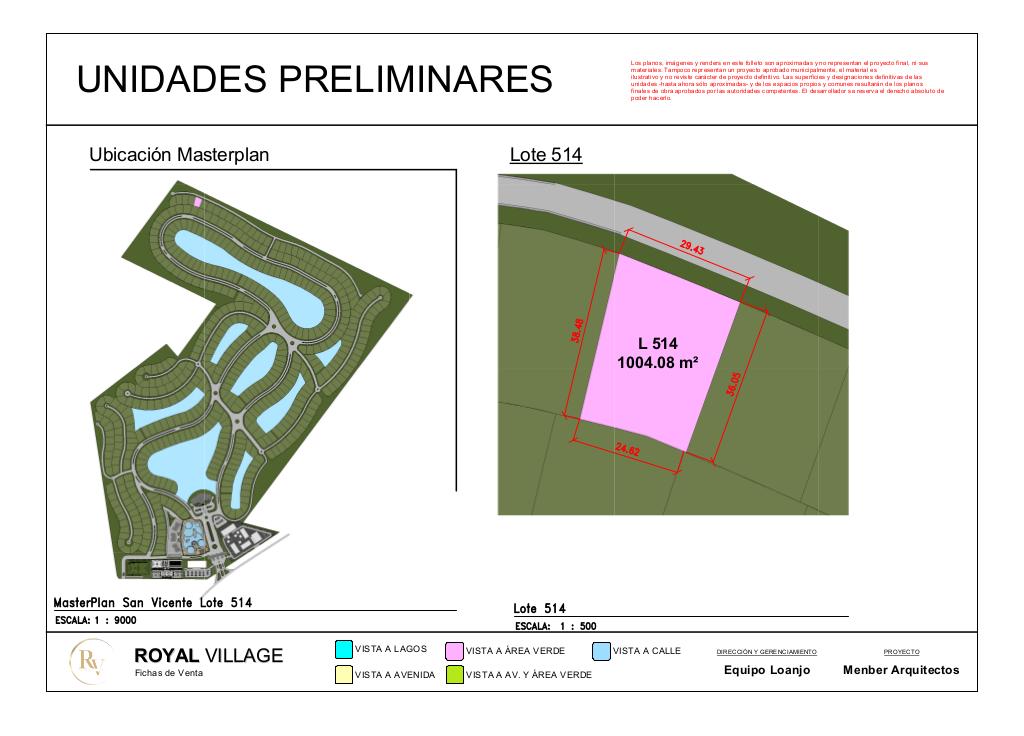 UNIDADES PRELIMINARES
Los planos, imágenes y renders en este folleto son aproximadas y no representan el proyecto final, ni sus
materiales. Tampoco representan un proyecto aprobado municipalmente, el material es
ilustrativo y no reviste carácter de proyecto definitivo. Las superficies y designaciones definitivas de las
unidades -hasta ahora sólo aproximadas- y de los espacios propios y comunes resultarán de los planos
finales de obra aprobados por las autoridades competentes. El desarrollador se reserva el derecho absoluto de
poder hacerlo.
Ubicación Masterplan
Lote 514
29.43
38.48
L 514
1004.08 m²
36.05
24.62
MasterPlan San Vicente Lote 514
ESCALA: 1 : 9000
Lote 514
ESCALA: 1 : 500
RV
ROYAL VILLAGE
Fichas de Venta
VISTA A LAGOS
VISTA A ÁREA VERDE
VISTA A CALLE
VISTA A AVENIDA
VISTA A AV. Y ÁREA VERDE
DIRECCIÓN Y GERENCIAMIENTO
Equipo Loanjo
PROYECTO
Menber Arquitectos